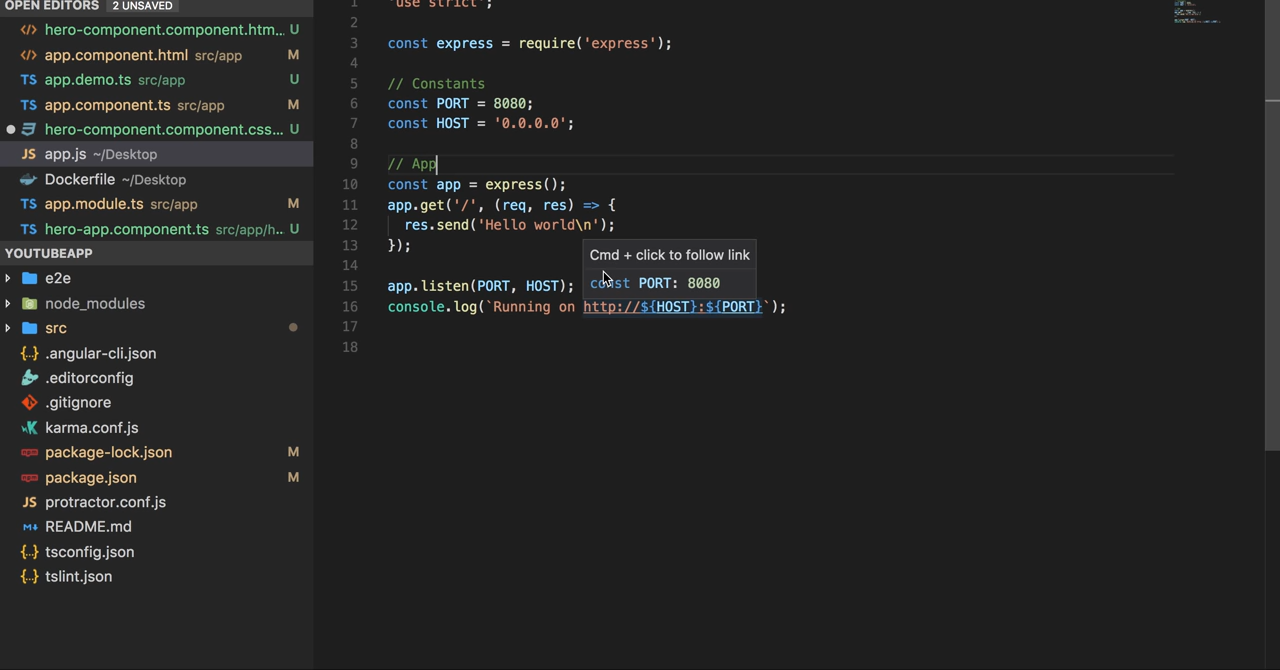 OPEN EDITORS 2 UNSAVED
hero-component.component.htm... U
app.component.html src/app M
TS app.demo.ts src/app U
TS app.component.ts src/app M
hero-component.component.css... U
JS app.js ~/Desktop
Dockerfile ~/Desktop
TS app.module.ts src/app M
TS hero-app.component.ts src/app/h... U
YOUTUBEAPP
e2e
node_modules
src
{..} .angular-cli.json
.editorconfig
.gitignore
karma.conf.js
package-lock.json M
package.json M
JS protractor.conf.js
README.md
{..} tsconfig.json
{..} tslint.json
1 'use strict';
2
3 const express = require('express');
4
5 // Constants
6 const PORT = 8080;
7 const HOST = '0.0.0.0';
8
9 // App
10 const app = express();
11 app.get('/', (req, res) => {
12 res.send('Hello world\n');
13 });
Cmd + click to follow link
14
const PORT: 8080
15 app.listen(PORT, HOST);
16 console.log(`Running on http://${HOST}:${PORT}`);
17
18